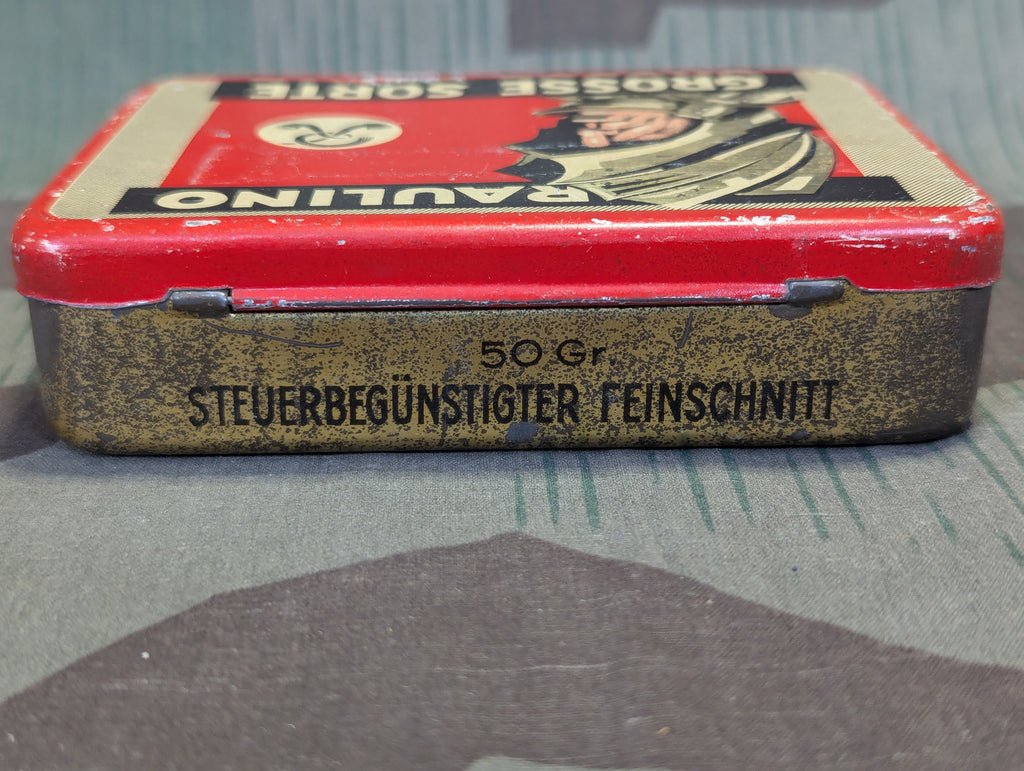 GROSSE SORTE
RAULINO
50 Gr.
STEUERBEGÜNSTIGTER FEINSCHNITT